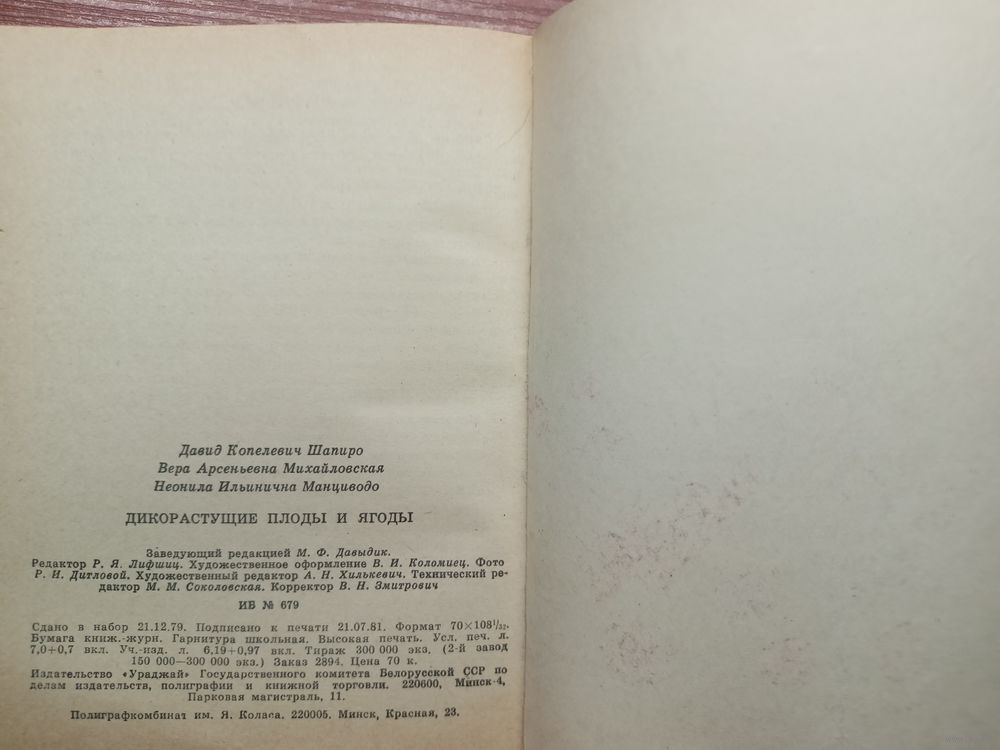 Давид Копелевич Шапиро
Вера Арсеньевна Михайловская
Неонила Ильинична Манциводо
ДИКОРАСТУЩИЕ ПЛОДЫ И ЯГОДЫ
Заведующий редакцией М. Ф. Давыдик.
Редактор Р. Я. Лифшиц. Художественное оформление В. И. Коломиец. Фото
Р. И. Дитловой. Художественный редактор А. Н. Хилькевич. Технический ре-
дактор М. М. Соколовская. Корректор В. Н. Змитрович
ИБ № 679
Сдано в набор 21.12.79. Подписано к печати 21.07.81. Формат 70×108¹/₃₂.
Бумага книж.-журн. Гарнитура школьная. Высокая печать. Усл. печ. л.
7,0+0,7 вкл. Уч.-изд. л. 6,19+0,97 вкл. Тираж 300 000 экз. (2-й завод
150 000—300 000 экз.) Заказ 2894. Цена 70 к.
Издательство «Ураджай» Государственного комитета Белорусской ССР по
делам издательств, полиграфии и книжной торговли. 220600, Минск-4,
Парковая магистраль, 11.
Полиграфкомбинат им. Я. Коласа. 220005. Минск, Красная, 23.